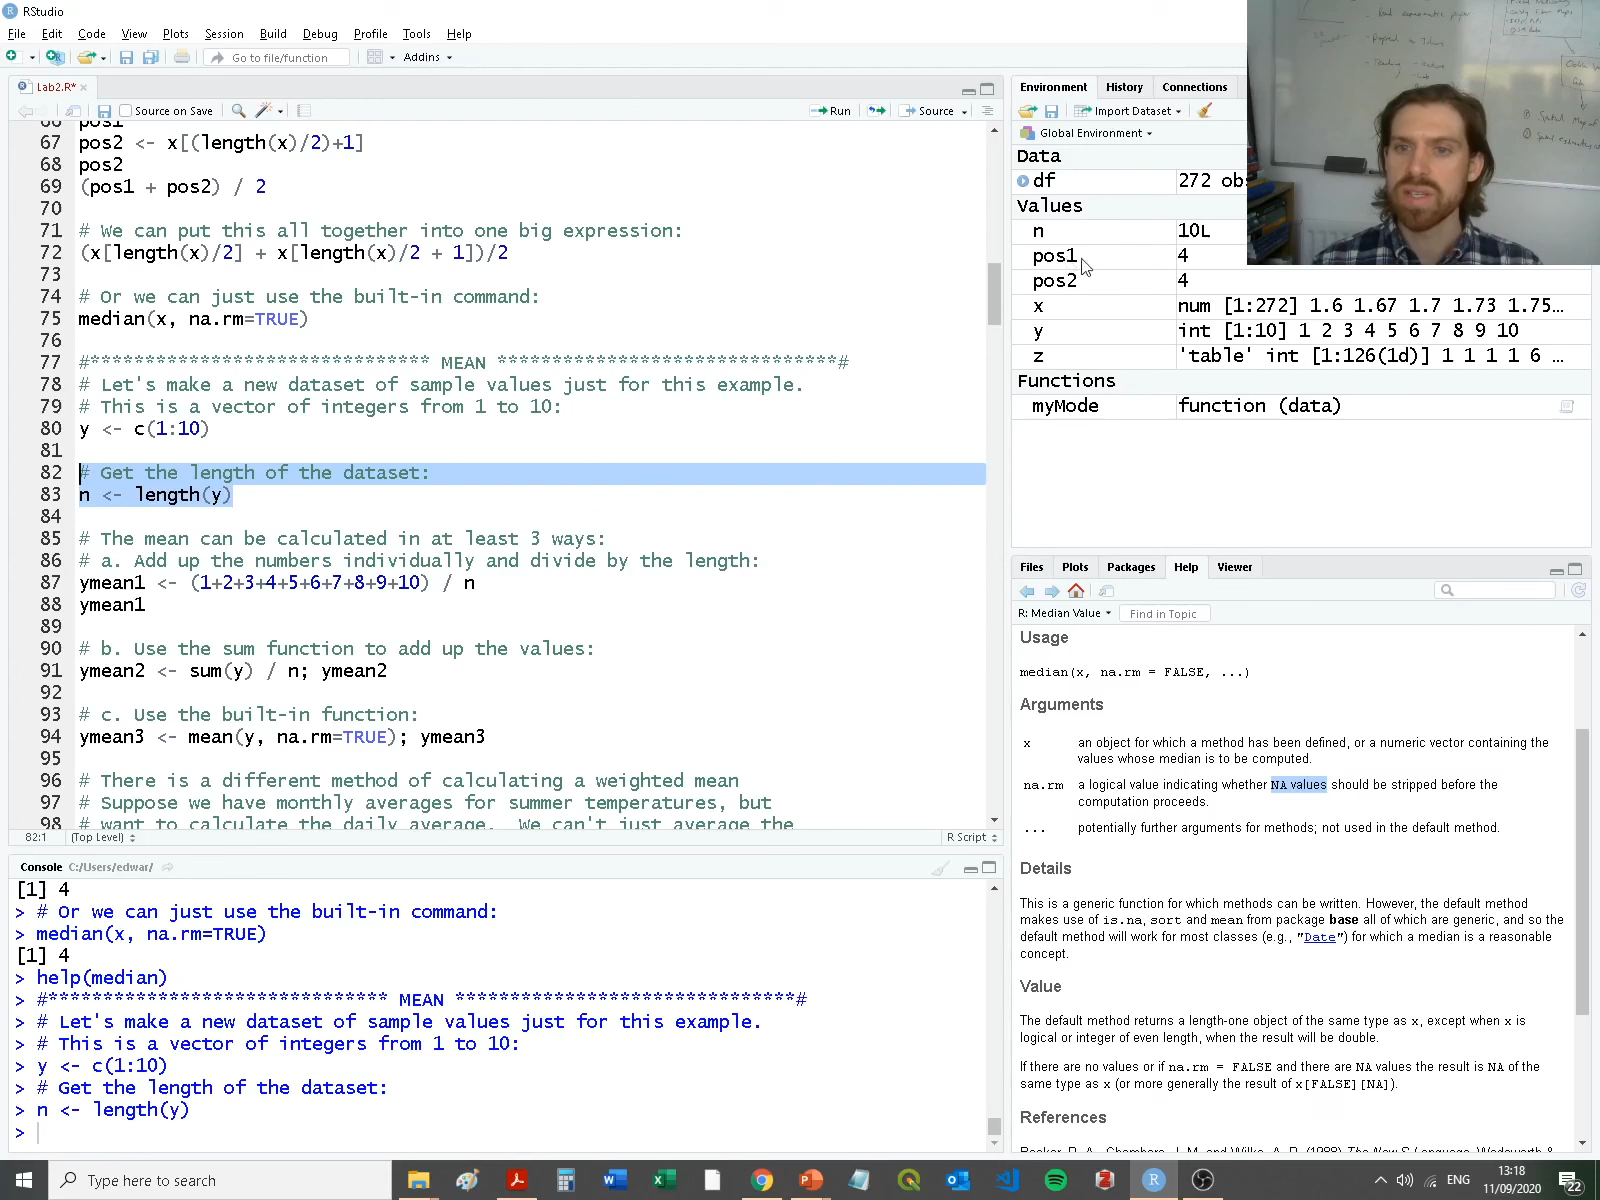 RStudio
File Edit Code View Plots Session Build Debug Profile Tools Help
Go to file/function Addins
Lab2.R*
Source on Save Run Source
67 pos2 <- x[(length(x)/2)+1]
68 pos2
69 (pos1 + pos2) / 2
70
71 # We can put this all together into one big expression:
72 (x[length(x)/2] + x[length(x)/2 + 1])/2
73
74 # Or we can just use the built-in command:
75 median(x, na.rm=TRUE)
76
77 #******************************* MEAN *******************************#
78 # Let's make a new dataset of sample values just for this example.
79 # This is a vector of integers from 1 to 10:
80 y <- c(1:10)
81
82 # Get the length of the dataset:
83 n <- length(y)
84
85 # The mean can be calculated in at least 3 ways:
86 # a. Add up the numbers individually and divide by the length:
87 ymean1 <- (1+2+3+4+5+6+7+8+9+10) / n
88 ymean1
89
90 # b. Use the sum function to add up the values:
91 ymean2 <- sum(y) / n; ymean2
92
93 # c. Use the built-in function:
94 ymean3 <- mean(y, na.rm=TRUE); ymean3
95
96 # There is a different method of calculating a weighted mean
97 # Suppose we have monthly averages for summer temperatures, but
98 # want to calculate the daily average. We can't just average the
82:1 (Top Level) R Script
Console C:/Users/edwar/
[1] 4
> # Or we can just use the built-in command:
> median(x, na.rm=TRUE)
[1] 4
> help(median)
> #******************************* MEAN *******************************#
> # Let's make a new dataset of sample values just for this example.
> # This is a vector of integers from 1 to 10:
> y <- c(1:10)
> # Get the length of the dataset:
> n <- length(y)
>
Environment History Connections
Import Dataset
Global Environment
Data
df 272 obs
Values
n 10L
pos1 4
pos2 4
x num [1:272] 1.6 1.67 1.7 1.73 1.75...
y int [1:10] 1 2 3 4 5 6 7 8 9 10
z 'table' int [1:126(1d)] 1 1 1 1 6 ...
Functions
myMode function (data)
Files Plots Packages Help Viewer
R: Median Value Find in Topic
Usage
median(x, na.rm = FALSE, ...)
Arguments
x an object for which a method has been defined, or a numeric vector containing the
values whose median is to be computed.
na.rm a logical value indicating whether NA values should be stripped before the
computation proceeds.
... potentially further arguments for methods; not used in the default method.
Details
This is a generic function for which methods can be written. However, the default method
makes use of is.na, sort and mean from package base all of which are generic, and so the
default method will work for most classes (e.g., "Date") for which a median is a reasonable
concept.
Value
The default method returns a length-one object of the same type as x, except when x is
logical or integer of even length, when the result will be double.
If there are no values or if na.rm = FALSE and there are NA values the result is NA of the
same type as x (or more generally the result of x[FALSE][NA]).
References
Type here to search
ENG 13:18
11/09/2020 22